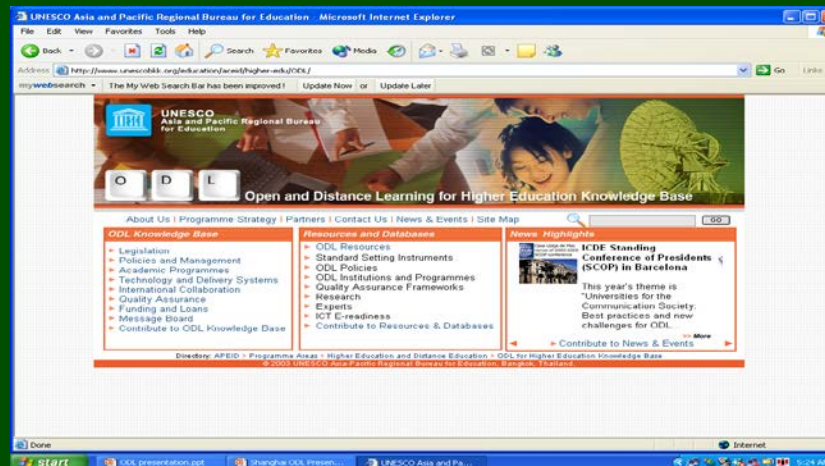 UNESCO Asia and Pacific Regional Bureau for Education - Microsoft Internet Explorer
File Edit View Favorites Tools Help
Back Search Favorites Media
Address http://www.unescobkk.org/education/aceid/higher-edu/ODL/ Go Links
mywebsearch The My Web Search Bar has been improved! Update Now or Update Later
UNESCO
Asia and Pacific Regional Bureau
for Education
O D L
Open and Distance Learning for Higher Education Knowledge Base
About Us | Programme Strategy | Partners | Contact Us | News & Events | Site Map GO
ODL Knowledge Base
Legislation
Policies and Management
Academic Programmes
Technology and Delivery Systems
International Collaboration
Quality Assurance
Funding and Loans
Message Board
Contribute to ODL Knowledge Base
Resources and Databases
ODL Resources
Standard Setting Instruments
ODL Policies
ODL Institutions and Programmes
Quality Assurance Frameworks
Research
Experts
ICT E-readiness
Contribute to Resources & Databases
News Highlights
ICDE Standing
Conference of Presidents
(SCOP) in Barcelona
This year's theme is
"Universities for the
Communication Society:
Best practices and new
challenges for ODL
>> More
Contribute to News & Events
Directory: APEID > Programme Areas > Higher Education and Distance Education > ODL for Higher Education Knowledge Base
© 2003 UNESCO Asia-Pacific Regional Bureau for Education, Bangkok, Thailand.
Done Internet
start ODL presentation.ppt Shanghai ODL Presen... UNESCO Asia and Pa... 5:24 AM